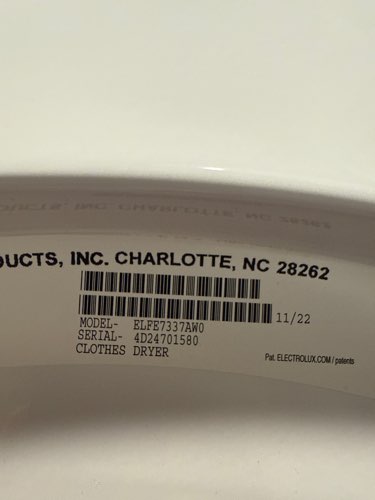 DUCTS, INC. CHARLOTTE, NC 28262
11/22
MODEL- ELFE7337AW0
SERIAL- 4D24701580
CLOTHES DRYER
Pat. ELECTROLUX.COM / patents